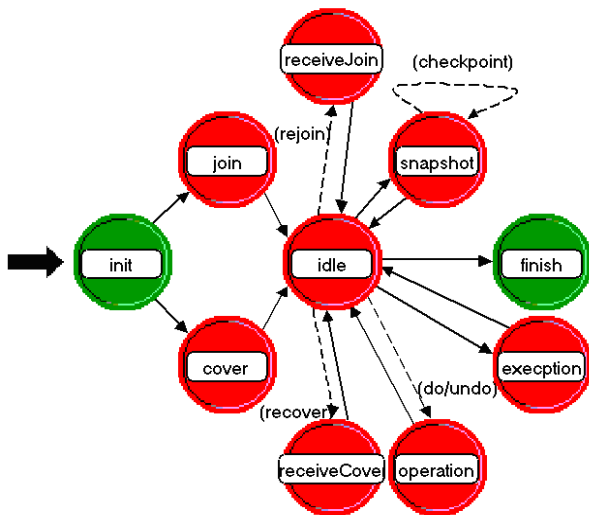 receiveJoin
(checkpoint)
(rejoin)
join
snapshot
init
idle
finish
cover
execption
(do/undo)
(recover
receiveCove
operation